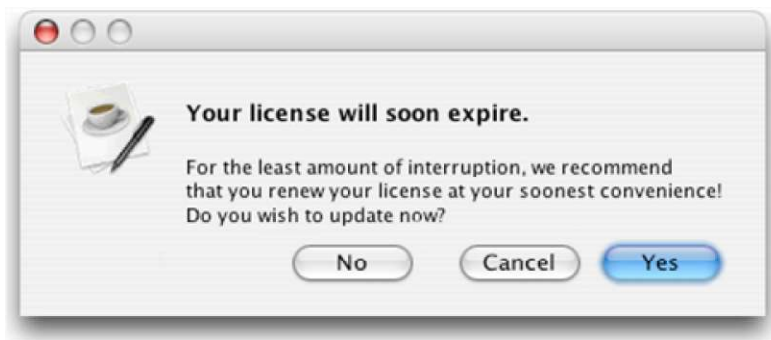 Your license will soon expire.
For the least amount of interruption, we recommend
that you renew your license at your soonest convenience!
Do you wish to update now?
No Cancel Yes